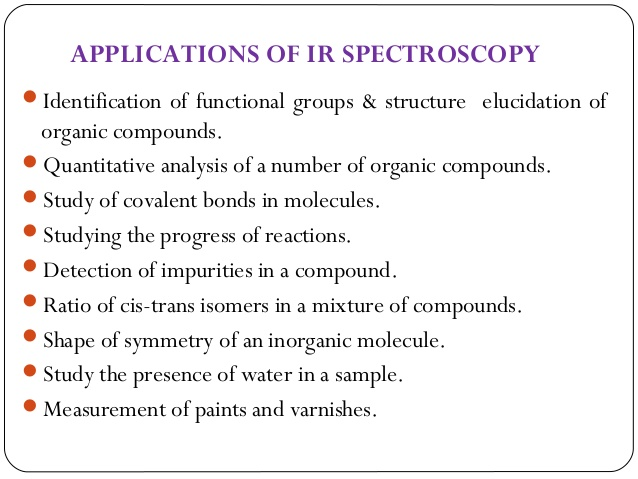 APPLICATIONS OF IR SPECTROSCOPY
Identification of functional groups & structure elucidation of
organic compounds.
Quantitative analysis of a number of organic compounds.
Study of covalent bonds in molecules.
Studying the progress of reactions.
Detection of impurities in a compound.
Ratio of cis-trans isomers in a mixture of compounds.
Shape of symmetry of an inorganic molecule.
Study the presence of water in a sample.
Measurement of paints and varnishes.